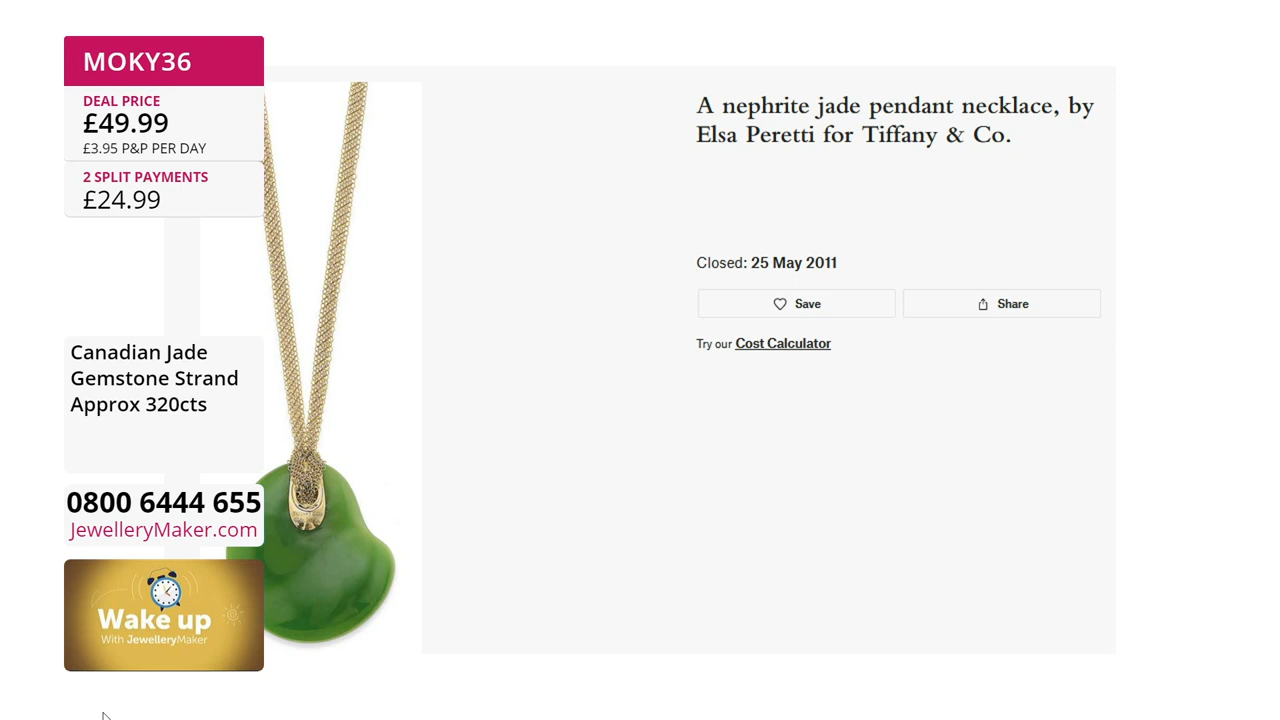 MOKY36
DEAL PRICE
£49.99
£3.95 P&P PER DAY
2 SPLIT PAYMENTS
£24.99
Canadian Jade
Gemstone Strand
Approx 320cts
0800 6444 655
JewelleryMaker.com
Wake up
With JewelleryMaker
A nephrite jade pendant necklace, by
Elsa Peretti for Tiffany & Co.
Closed: 25 May 2011
Save
Share
Try our Cost Calculator